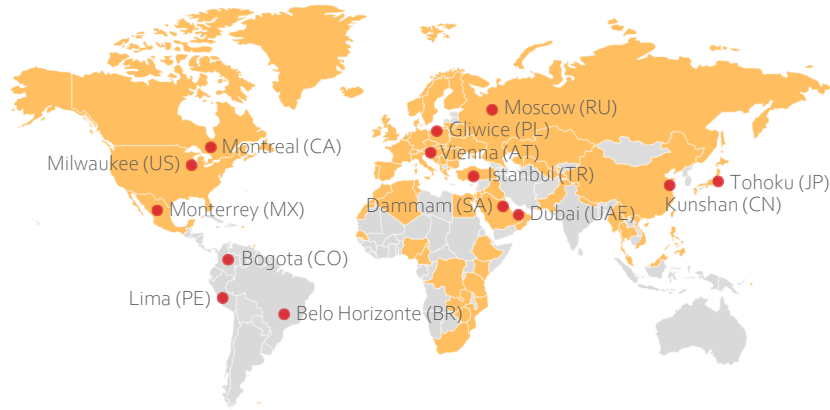 Moscow (RU)
Gliwice (PL)
Montreal (CA)
Vienna (AT)
Milwaukee (US)
Istanbul (TR)
Tohoku (JP)
Monterrey (MX)
Dammam (SA)
Dubai (UAE)
Kunshan (CN)
Bogota (CO)
Lima (PE)
Belo Horizonte (BR)